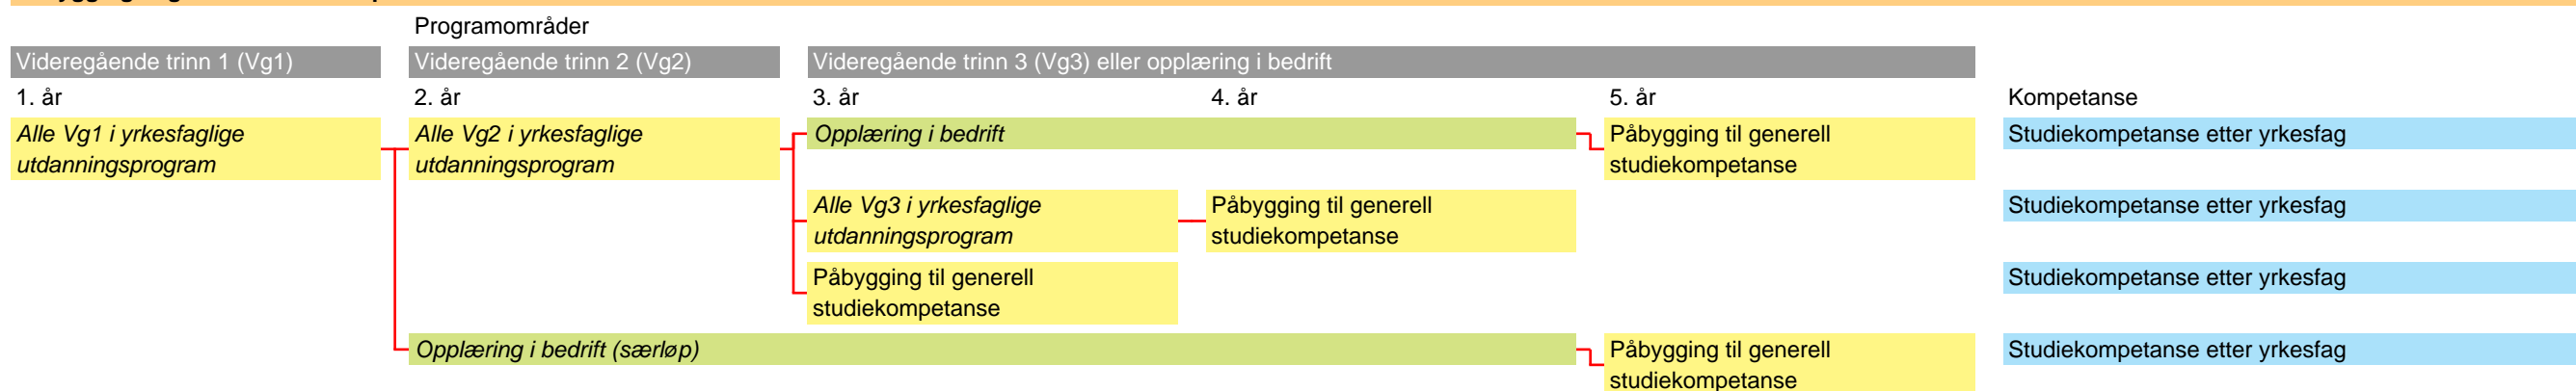 Programområder
Videregående trinn 1 (Vg1)
Videregående trinn 2 (Vg2)
Videregående trinn 3 (Vg3) eller opplæring i bedrift
1. år
2. år
3. år
4. år
5. år
Kompetanse
Alle Vg1 i yrkesfaglige
utdanningsprogram
Alle Vg2 i yrkesfaglige
utdanningsprogram
Opplæring i bedrift
Påbygging til generell
studiekompetanse
Studiekompetanse etter yrkesfag
Alle Vg3 i yrkesfaglige
utdanningsprogram
Påbygging til generell
studiekompetanse
Studiekompetanse etter yrkesfag
Påbygging til generell
studiekompetanse
Studiekompetanse etter yrkesfag
Opplæring i bedrift (særløp)
Påbygging til generell
studiekompetanse
Studiekompetanse etter yrkesfag